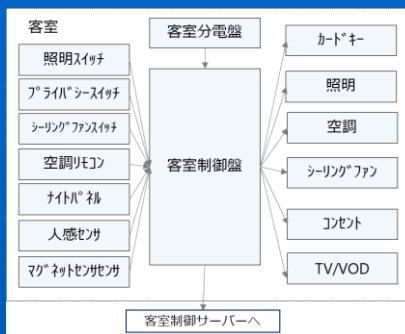 客室
客室分電盤
照明スイッチ
プライバシースイッチ
シーリングファンスイッチ
空調リモコン
ナイトパネル
人感センサ
マグネットセンサセンサ
客室制御盤
カードキー
照明
空調
シーリングファン
コンセント
TV/VOD
客室制御サーバーへ